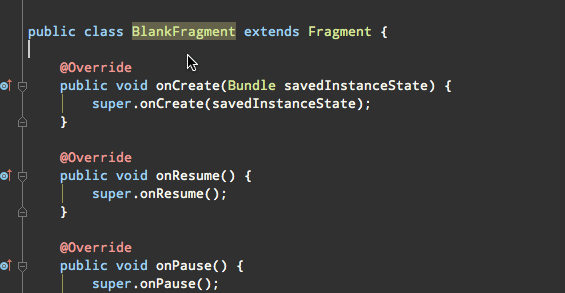 public class BlankFragment extends Fragment {
@Override
public void onCreate(Bundle savedInstanceState) {
super.onCreate(savedInstanceState);
}
@Override
public void onResume() {
super.onResume();
}
@Override
public void onPause() {
super.onPause();